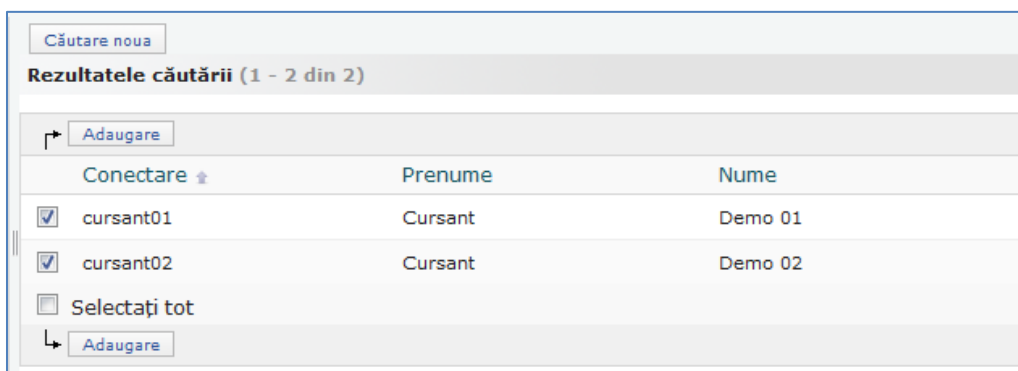 Căutare noua
Rezultatele căutării (1 - 2 din 2)
Adaugare
Conectare Prenume Nume
cursant01 Cursant Demo 01
cursant02 Cursant Demo 02
Selectați tot
Adaugare